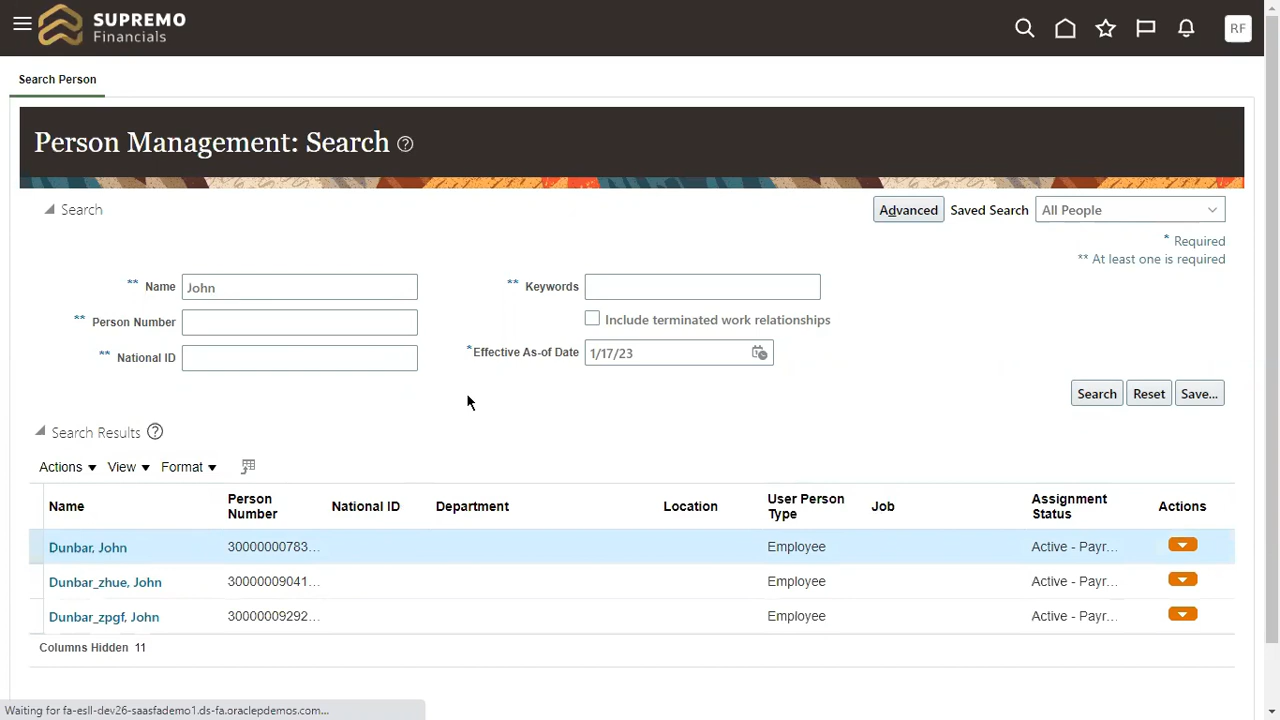 SUPREMO
Financials
RF
Search Person
Person Management: Search ?
Search
Advanced Saved Search All People
* Required
** At least one is required
** Name John ** Keywords
** Person Number Include terminated work relationships
** National ID *Effective As-of Date 1/17/23
Search Reset Save...
Search Results ?
Actions View Format
Name Person Number National ID Department Location User Person Type Job Assignment Status Actions
Dunbar, John 30000000783... Employee Active - Payr...
Dunbar_zhue, John 30000009041... Employee Active - Payr...
Dunbar_zpgf, John 30000009292... Employee Active - Payr...
Columns Hidden 11
Waiting for fa-esll-dev26-saasfademo1.ds-fa.oraclepdemos.com...